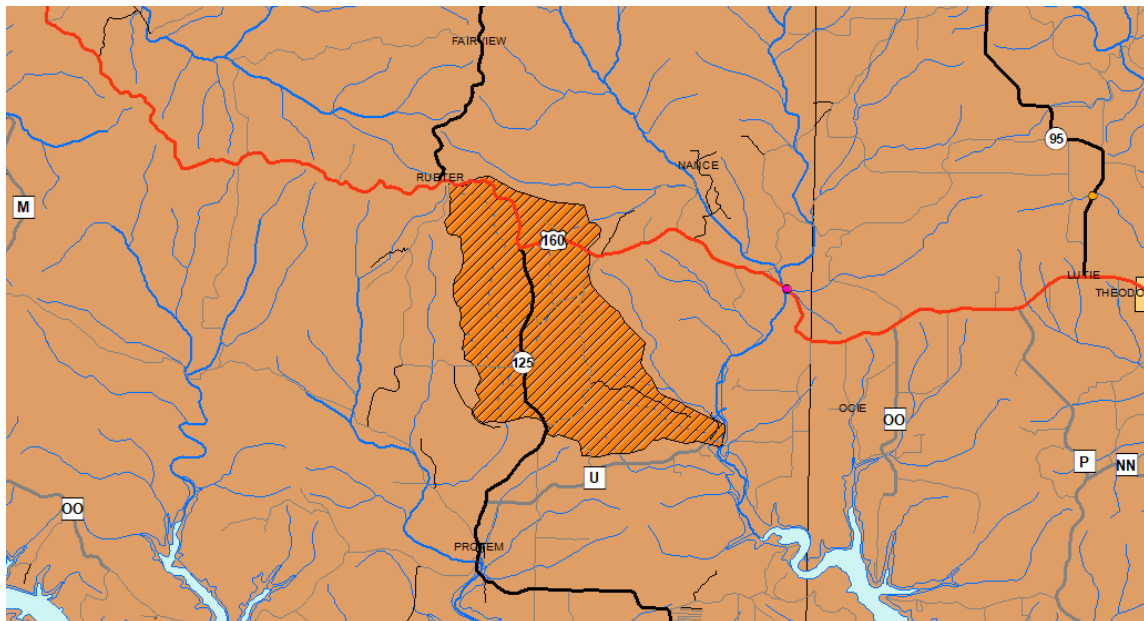 FAIRVIEW
95
NANCE
RUETER
M
160
LUTIE
THEODO
125
OCIE
OO
U
P
NN
OO
PROTEM